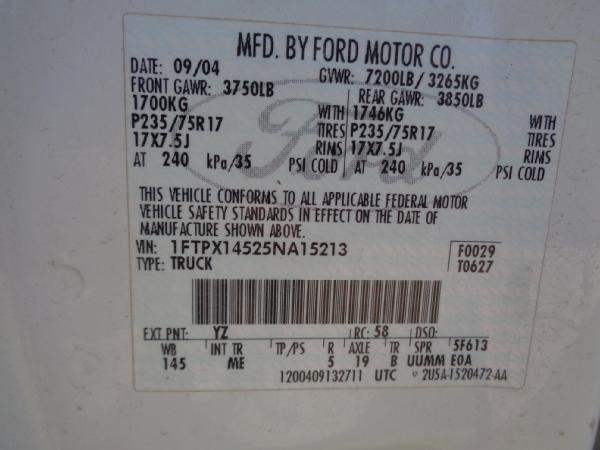 MFD. BY FORD MOTOR CO.
DATE: 09/04 GVWR: 7200LB/ 3265KG
FRONT GAWR: 3750LB REAR GAWR: 3850LB
1700KG WITH 1746KG WITH
P235/75R17 TIRES P235/75R17 TIRES
17X7.5J RIMS 17X7.5J RIMS
AT 240 kPa/35 PSI COLD AT 240 kPa/35 PSI COLD
Ford
THIS VEHICLE CONFORMS TO ALL APPLICABLE FEDERAL MOTOR
VEHICLE SAFETY STANDARDS IN EFFECT ON THE DATE OF
MANUFACTURE SHOWN ABOVE.
VIN: 1FTPX14525NA15213 F0029
TYPE: TRUCK T0627
EXT PNT: YZ RC: 58 DSO:
WB INT TR TP/PS R AXLE TR SPR 5F613
145 ME 5 19 B UUMM EOA
1200409132711 UTC 2U5A-1520472-AA